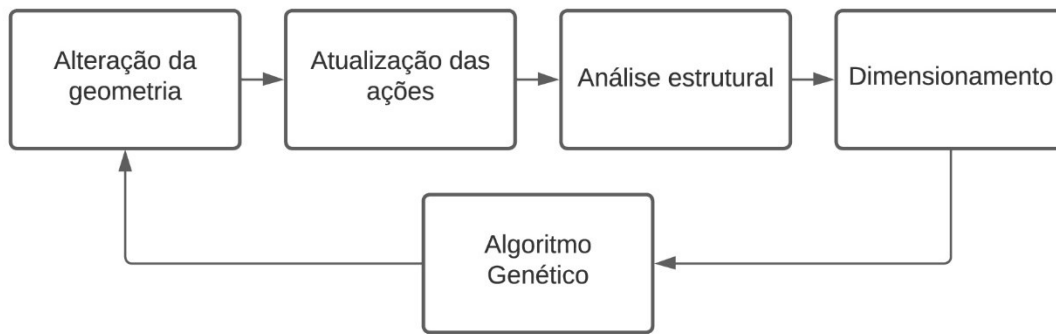 Alteração da
geometria
Atualização das
ações
Análise estrutural
Dimensionamento
Algoritmo
Genético